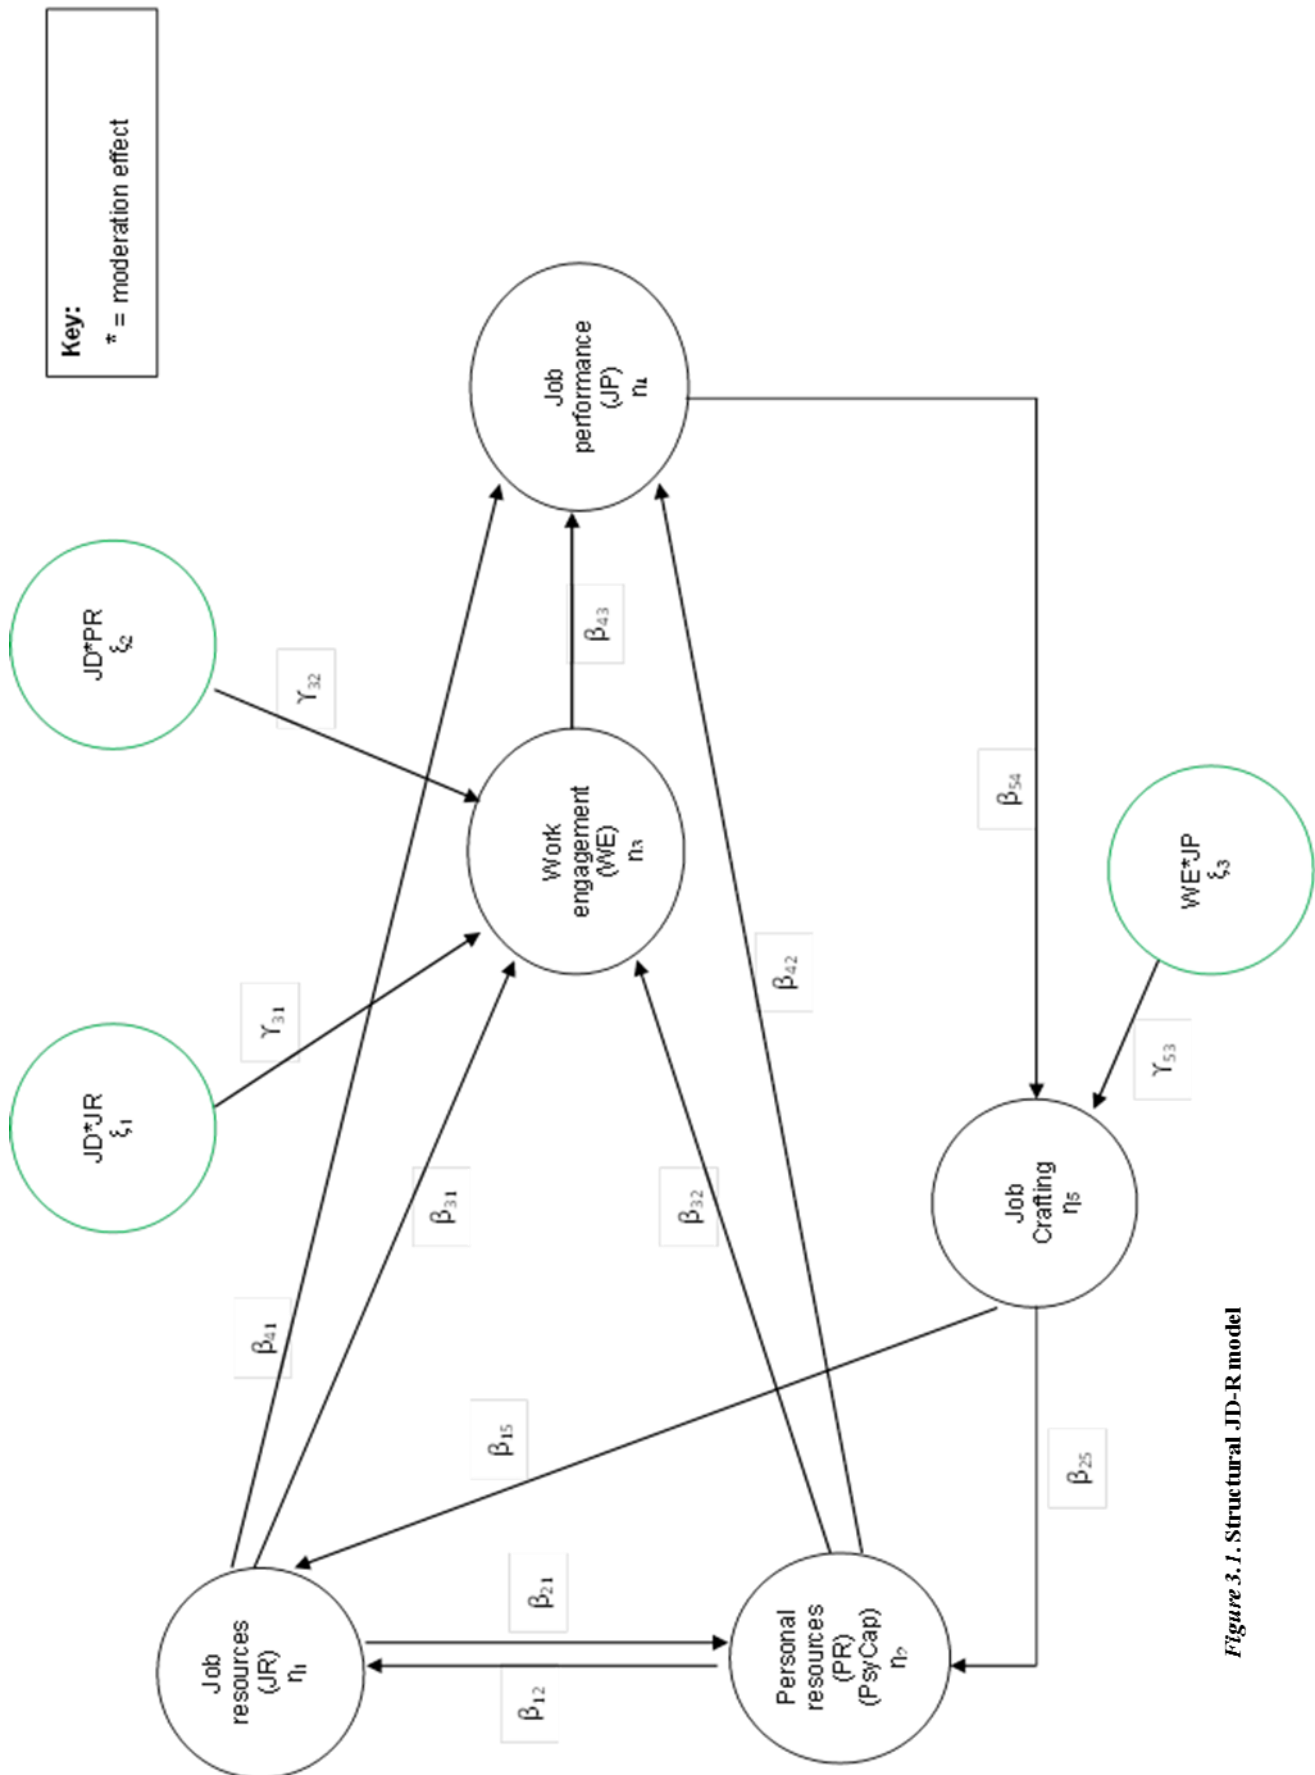 Key:
* = moderation effect
JD*JR
ξ₁
JD*PR
ξ₂
γ₃₁
γ₃₂
Job
resources
(JR)
η₁
β₄₁
β₃₁
β₁₂
β₂₁
β₁₅
Work
engagement
(WE)
η₃
β₄₃
Job
performance
(JP)
η₄
Personal
resources
(PR)
(PsyCap)
η₂
β₃₂
β₄₂
β₅₄
Job
Crafting
η₅
β₂₅
γ₅₃
WE*JP
ξ₃
Figure 3.1. Structural JD-R model